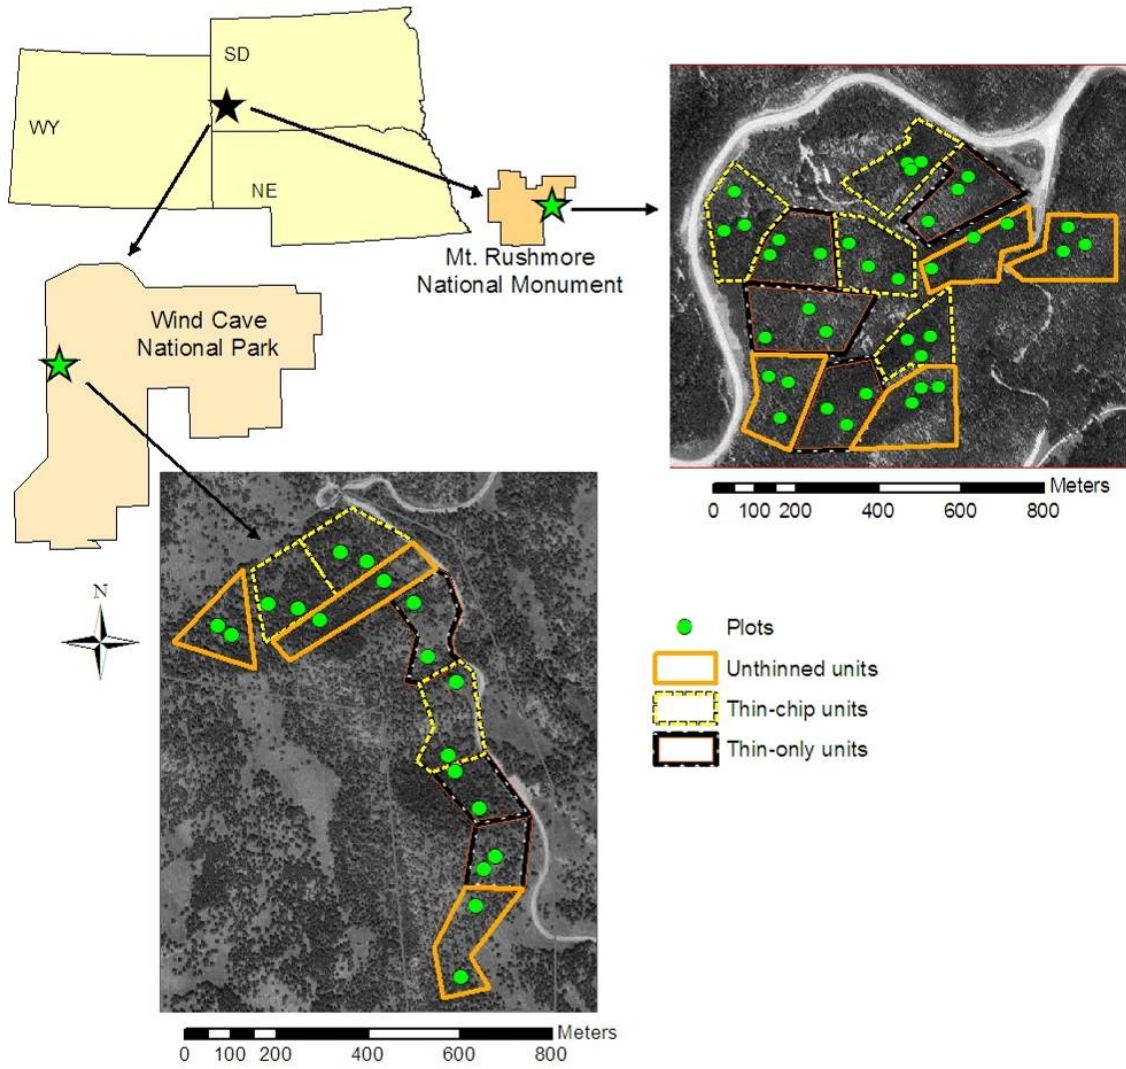 SD
WY
NE
Mt. Rushmore
National Monument
Wind Cave
National Park
Meters
0 100 200 400 600 800
N
Plots
Unthinned units
Thin-chip units
Thin-only units
Meters
0 100 200 400 600 800